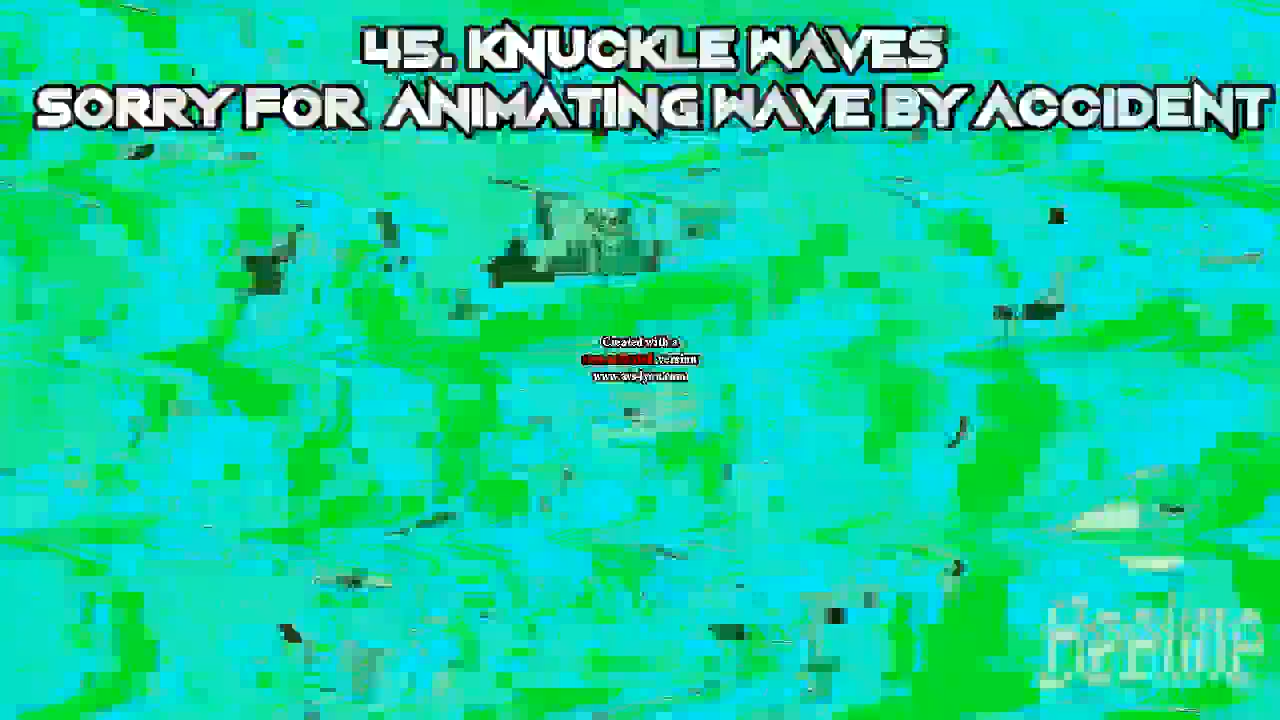 45. KNUCKLE WAVES
SORRY FOR ANIMATING WAVE BY ACCIDENT
Created with a
version